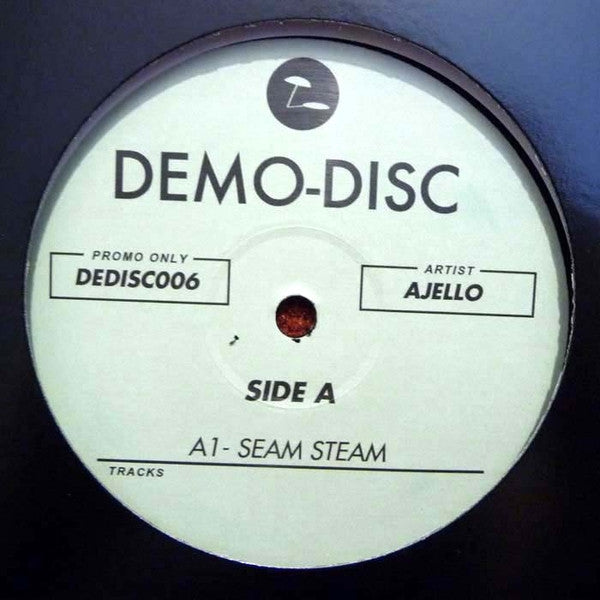 DEMO-DISC
PROMO ONLY
DEDISC006
ARTIST
AJELLO
SIDE A
A1- SEAM STEAM
TRACKS